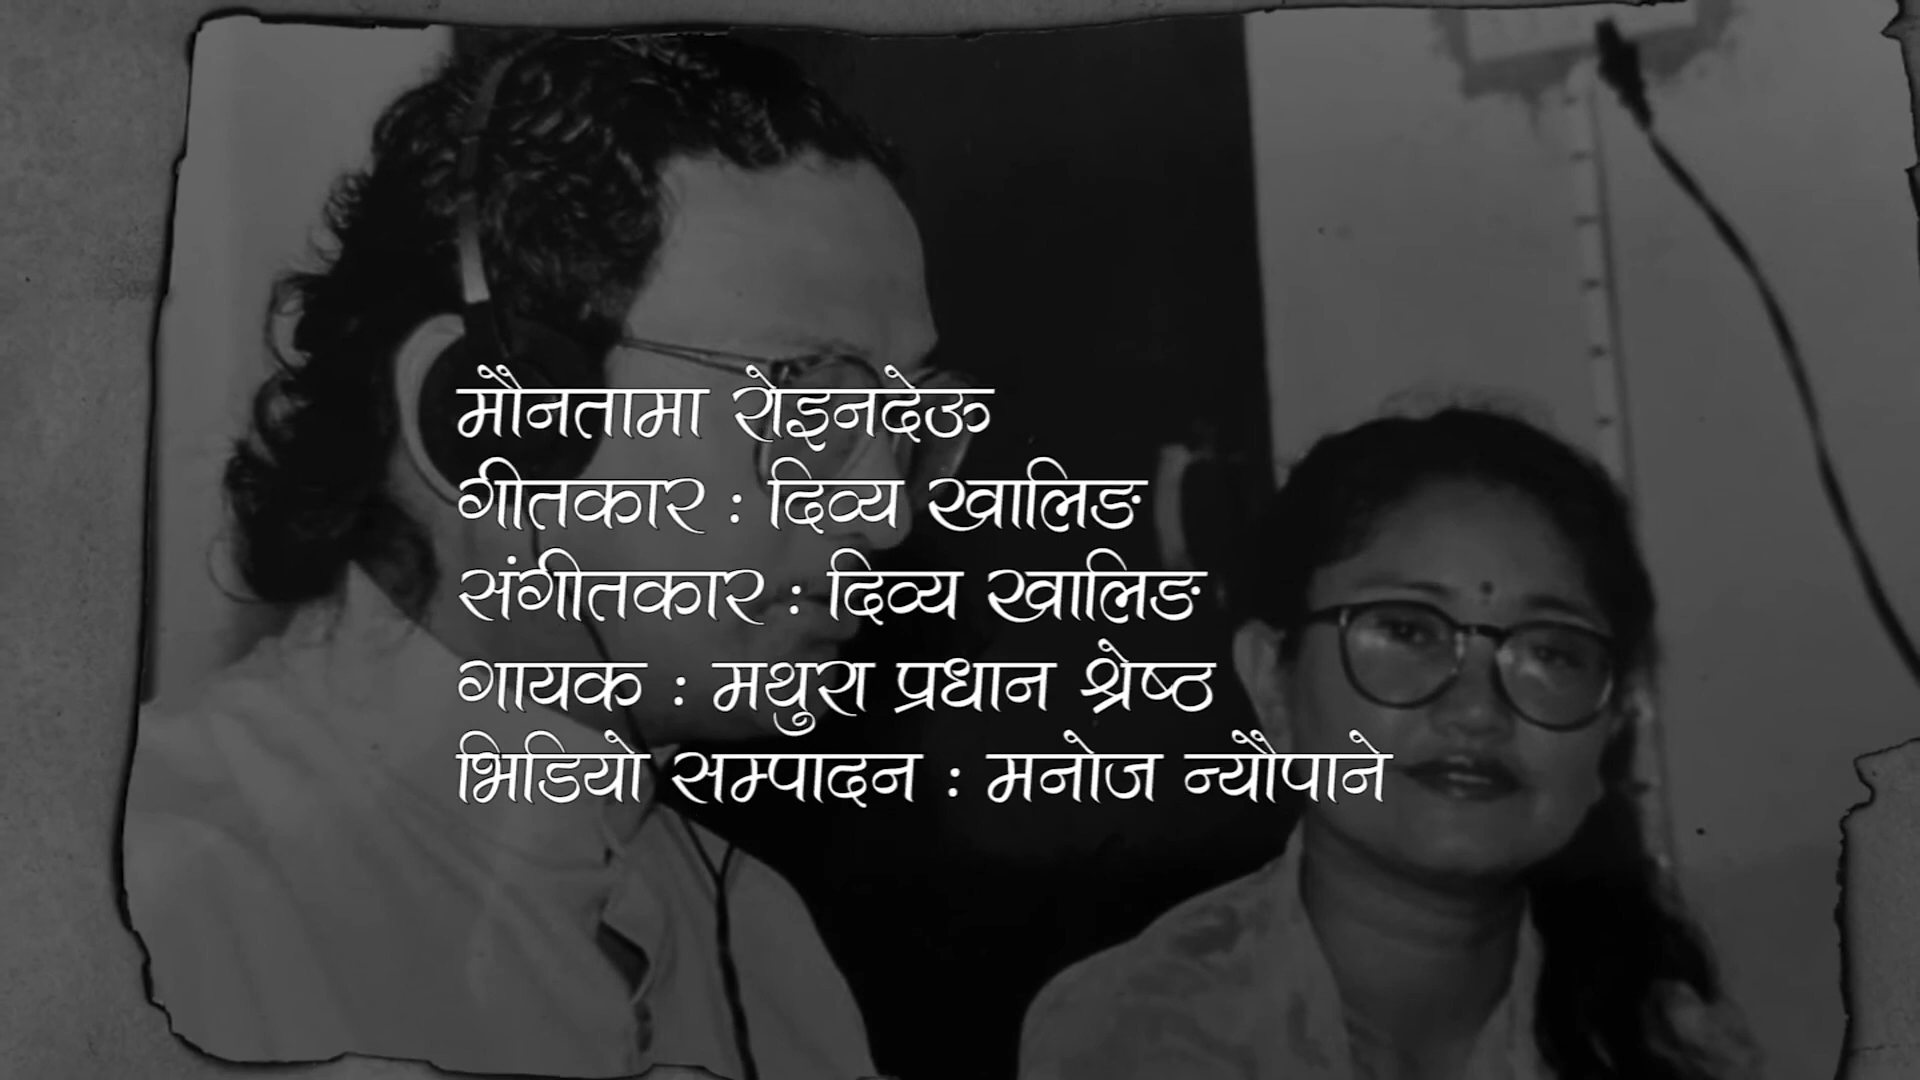 मौनतामा रोइनदेऊ
गीतकार : दिव्य खालिङ
संगीतकार : दिव्य खालिङ
गायक : मथुरा प्रधान श्रेष्ठ
भिडियो सम्पादन : मनोज न्यौपाने